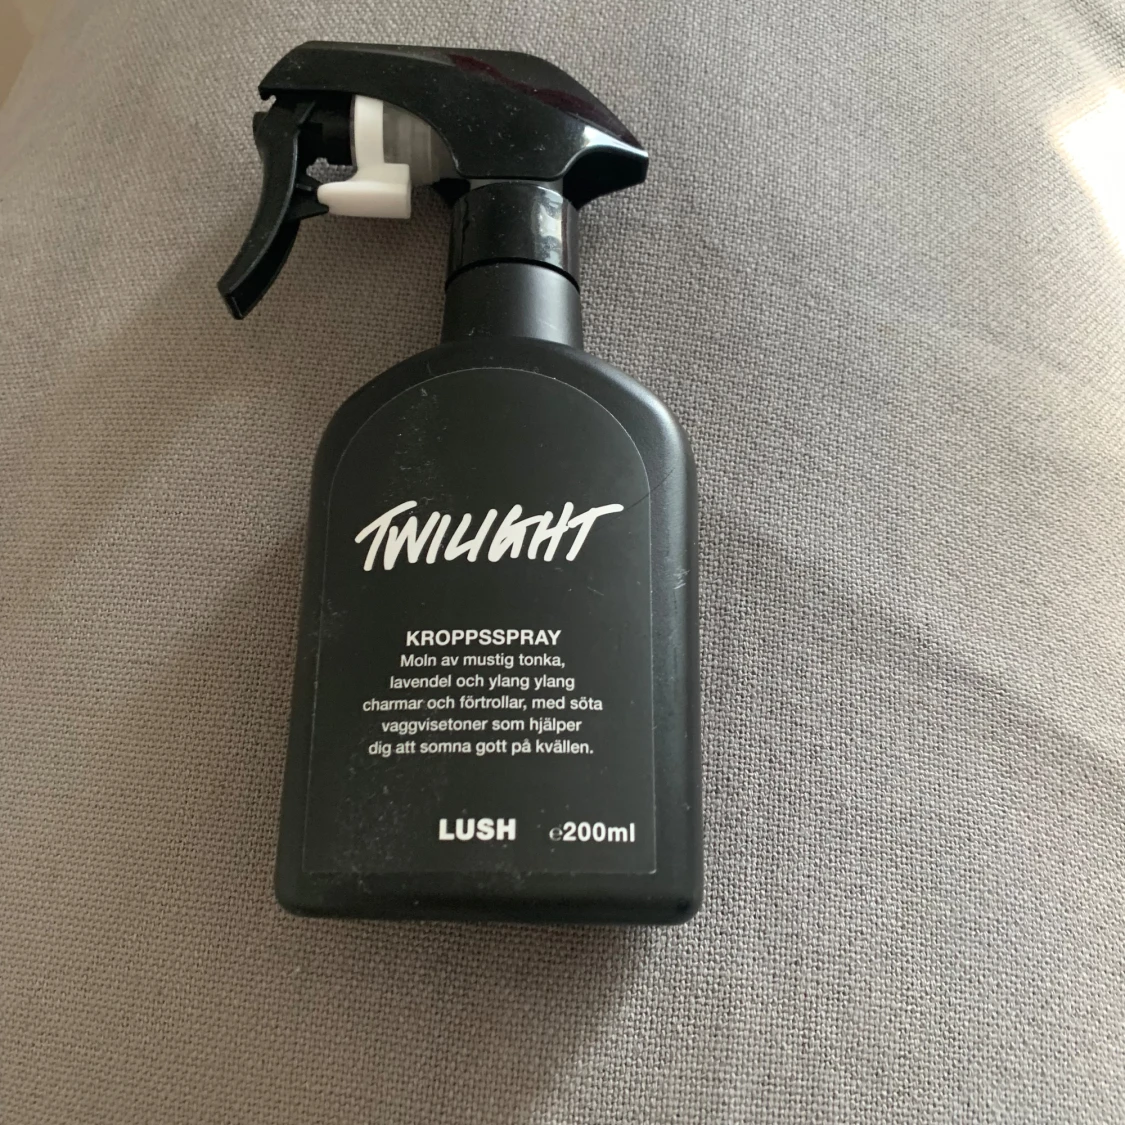 TWILIGHT
KROPPSSPRAY
Moln av mustig tonka,
lavendel och ylang ylang
charmar och förtrollar, med söta
vaggvisetoner som hjälper
dig att somna gott på kvällen.
LUSH ℮200ml